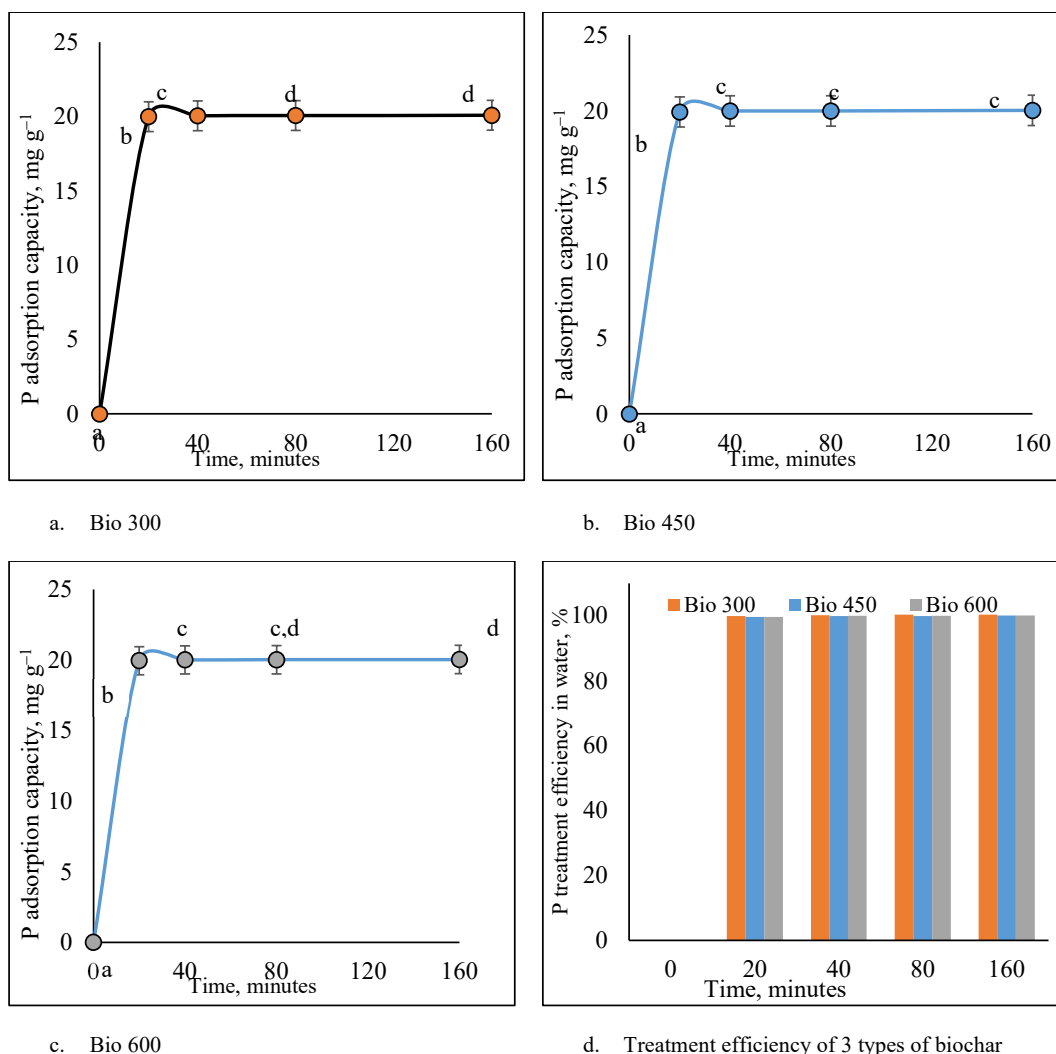 25
20
15
10
5
0
P adsorption capacity, mg g⁻¹
c
d
d
b
a
0
40
80
120
160
Time, minutes
a. Bio 300
25
20
15
10
5
0
P adsorption capacity, mg g⁻¹
c
c
c
b
a
0
40
80
120
160
Time, minutes
b. Bio 450
25
20
15
10
5
0
P adsorption capacity, mg g⁻¹
c
c,d
d
b
a
0
40
80
120
160
Time, minutes
c. Bio 600
Bio 300 Bio 450 Bio 600
100
80
60
40
20
0
P treatment efficiency in water, %
0
20
40
80
160
Time, minutes
d. Treatment efficiency of 3 types of biochar